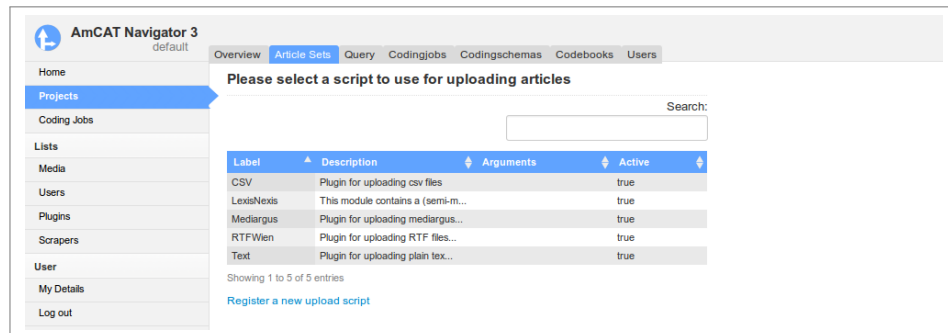 AmCAT Navigator 3
default
Overview Article Sets Query Codingjobs Codingschemas Codebooks Users
Home
Projects
Coding Jobs
Lists
Media
Users
Plugins
Scrapers
User
My Details
Log out
Please select a script to use for uploading articles
Search:
Label Description Arguments Active
CSV Plugin for uploading csv files true
LexisNexis This module contains a (semi-m... true
Mediargus Plugin for uploading mediargus... true
RTFWien Plugin for uploading RTF files... true
Text Plugin for uploading plain tex... true
Showing 1 to 5 of 5 entries
Register a new upload script